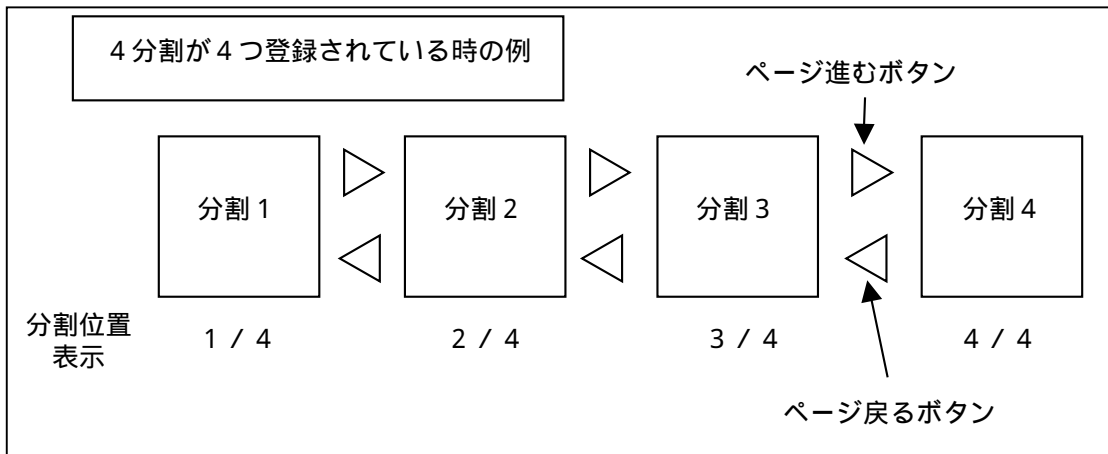 ４分割が４つ登録されている時の例
ページ進むボタン
分割１
分割２
分割３
分割４
分割位置
表示
１／４
２／４
３／４
４／４
ページ戻るボタン